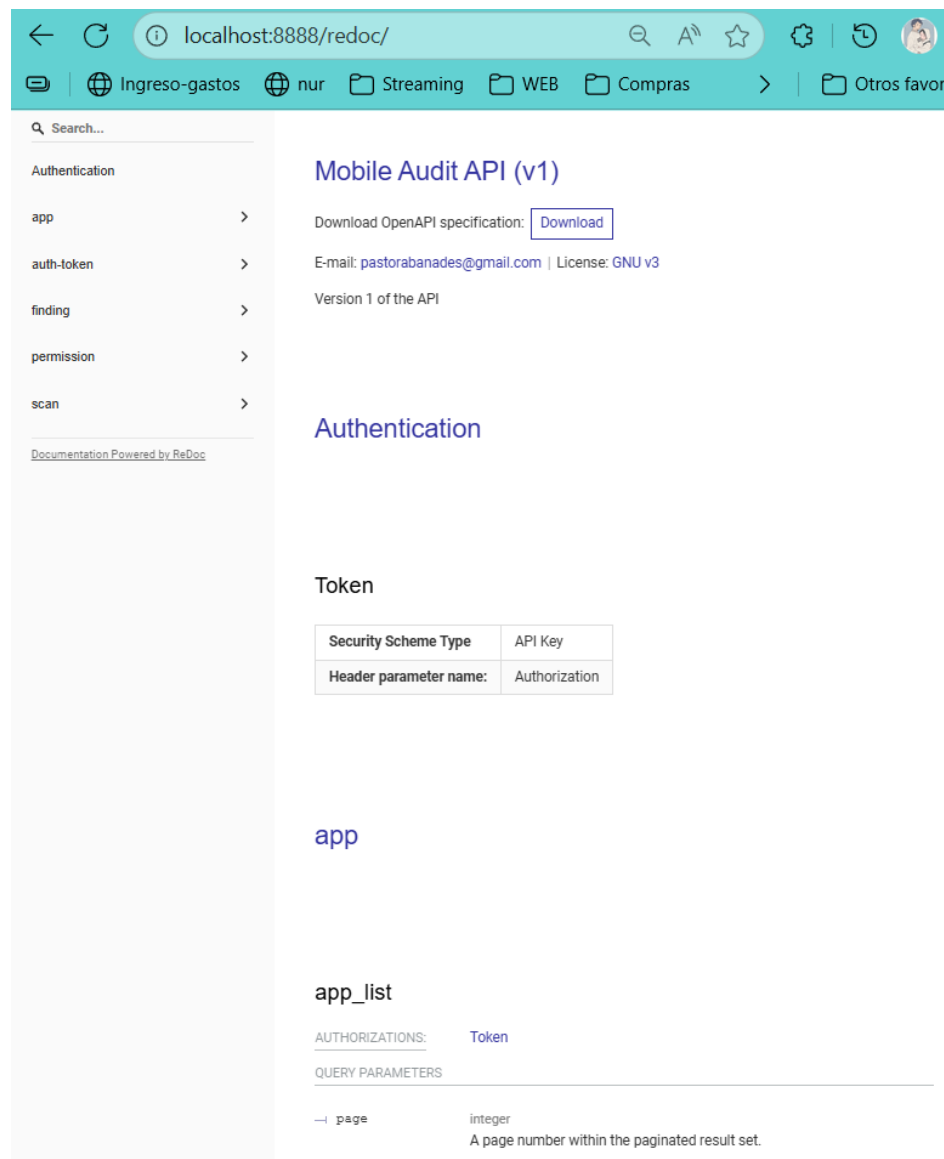 localhost:8888/redoc/
Ingreso-gastos nur Streaming WEB Compras Otros favor
Search...
Authentication
app
auth-token
finding
permission
scan
Documentation Powered by ReDoc
Mobile Audit API (v1)
Download OpenAPI specification: Download
E-mail: pastorabanades@gmail.com | License: GNU v3
Version 1 of the API
Authentication
Token
Security Scheme Type API Key
Header parameter name: Authorization
app
app_list
AUTHORIZATIONS: Token
QUERY PARAMETERS
page integer
A page number within the paginated result set.